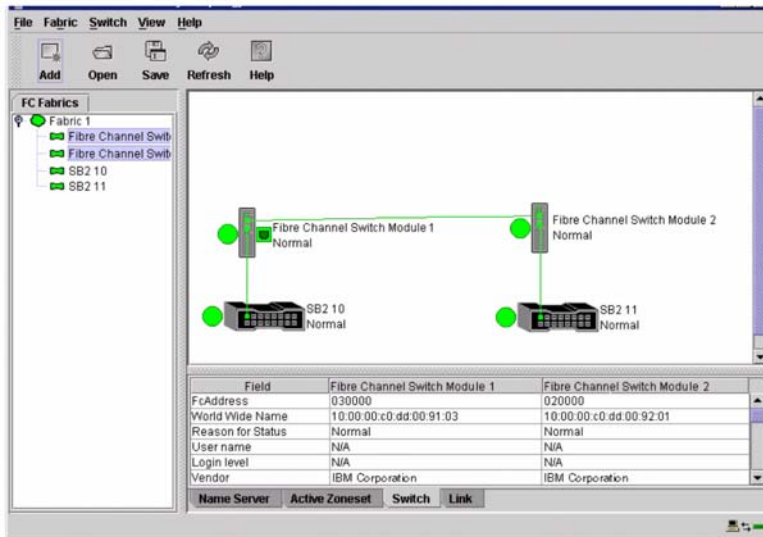 File Fabric Switch View Help
Add Open Save Refresh Help
FC Fabrics
Fabric 1
Fibre Channel Swit
Fibre Channel Swit
SB2 10
SB2 11
Fibre Channel Switch Module 1
Normal
Fibre Channel Switch Module 2
Normal
SB2 10
Normal
SB2 11
Normal
Field Fibre Channel Switch Module 1 Fibre Channel Switch Module 2
FcAddress 030000 020000
World Wide Name 10:00:00:c0:dd:00:91:03 10:00:00:c0:dd:00:92:01
Reason for Status Normal Normal
User name N/A N/A
Login level N/A N/A
Vendor IBM Corporation IBM Corporation
Name Server Active Zoneset Switch Link